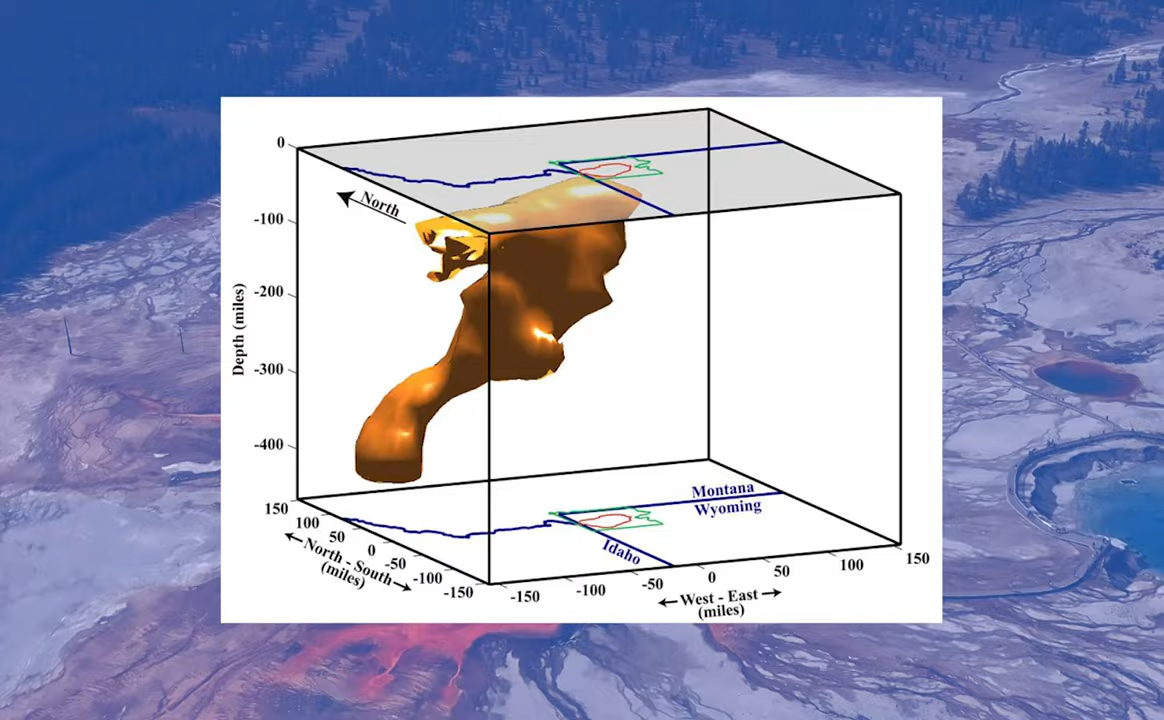 0
-100
-200
-300
-400
Depth (miles)
North
150
100
50
0
-50
-100
-150
←North - South→
(miles)
-150
-100
-50
0
50
100
150
← West - East →
(miles)
Montana
Wyoming
Idaho